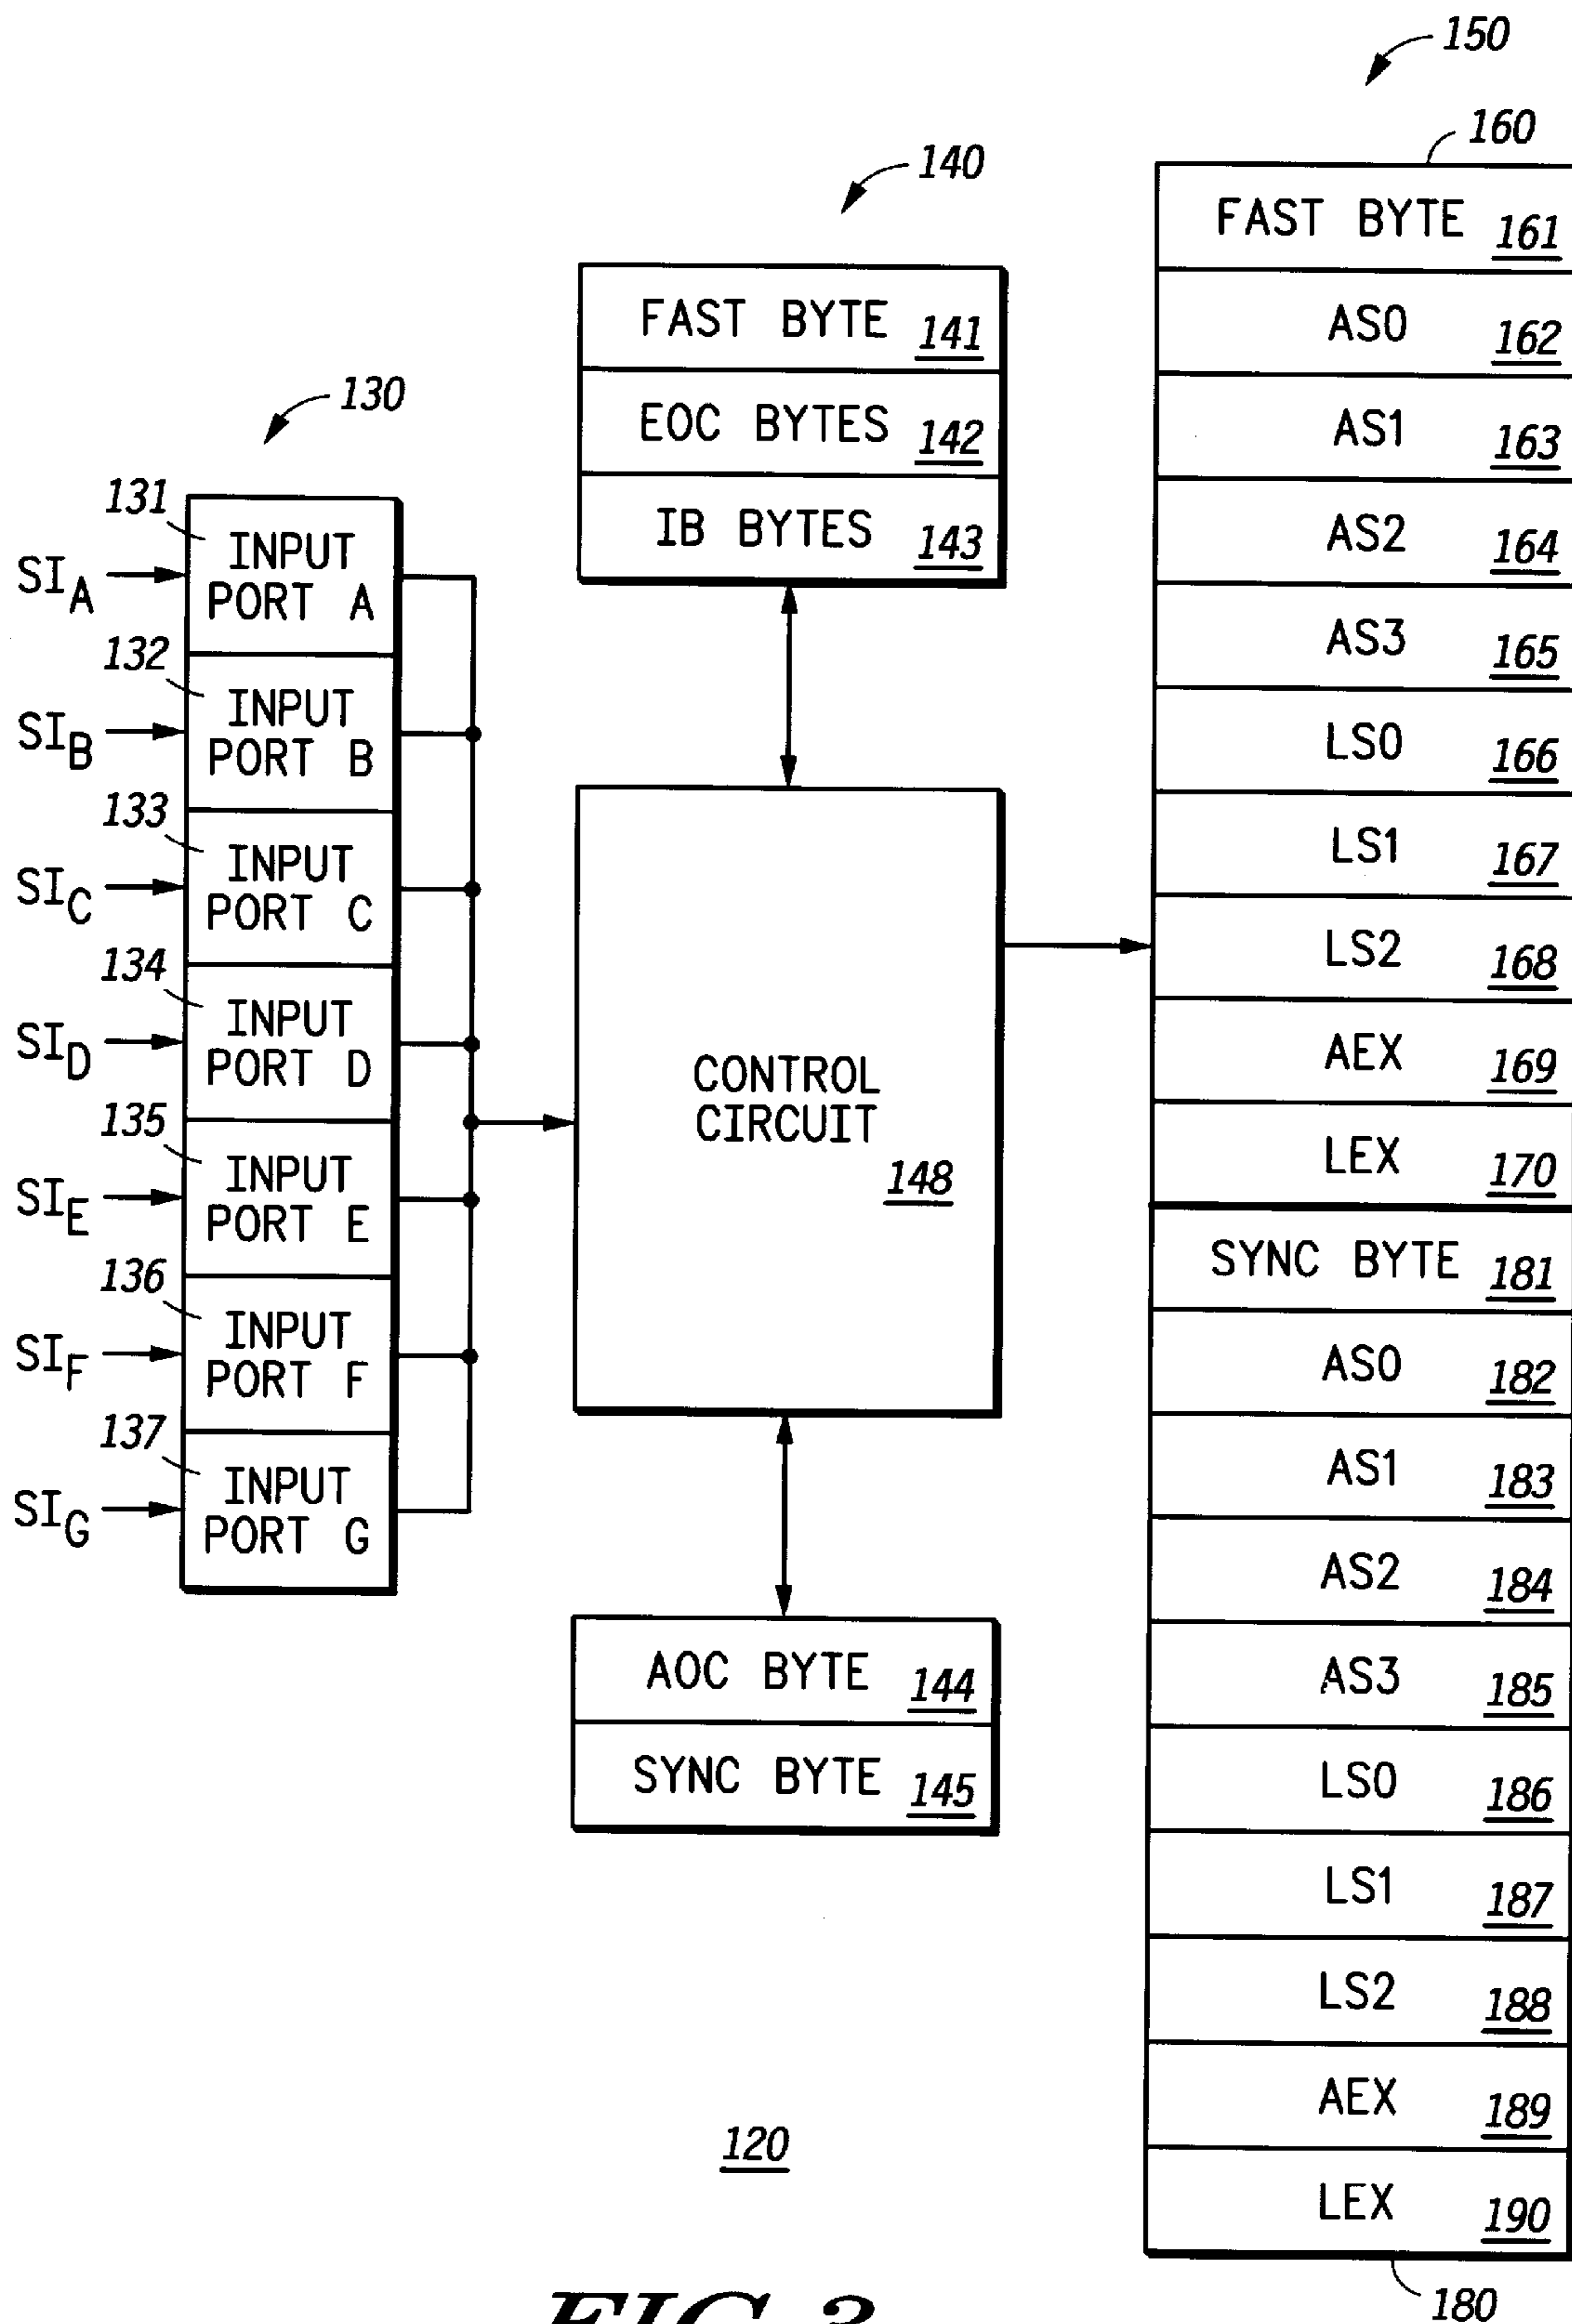 150
160
FAST BYTE 161
AS0 162
AS1 163
AS2 164
AS3 165
LS0 166
LS1 167
LS2 168
AEX 169
LEX 170
SYNC BYTE 181
AS0 182
AS1 183
AS2 184
AS3 185
LS0 186
LS1 187
LS2 188
AEX 189
LEX 190
180
140
FAST BYTE 141
EOC BYTES 142
IB BYTES 143
130
131
SIA
INPUT
PORT A
132
SIB
INPUT
PORT B
133
SIC
INPUT
PORT C
134
SID
INPUT
PORT D
135
SIE
INPUT
PORT E
136
SIF
INPUT
PORT F
137
SIG
INPUT
PORT G
CONTROL
CIRCUIT
148
AOC BYTE 144
SYNC BYTE 145
120
FIG. 3